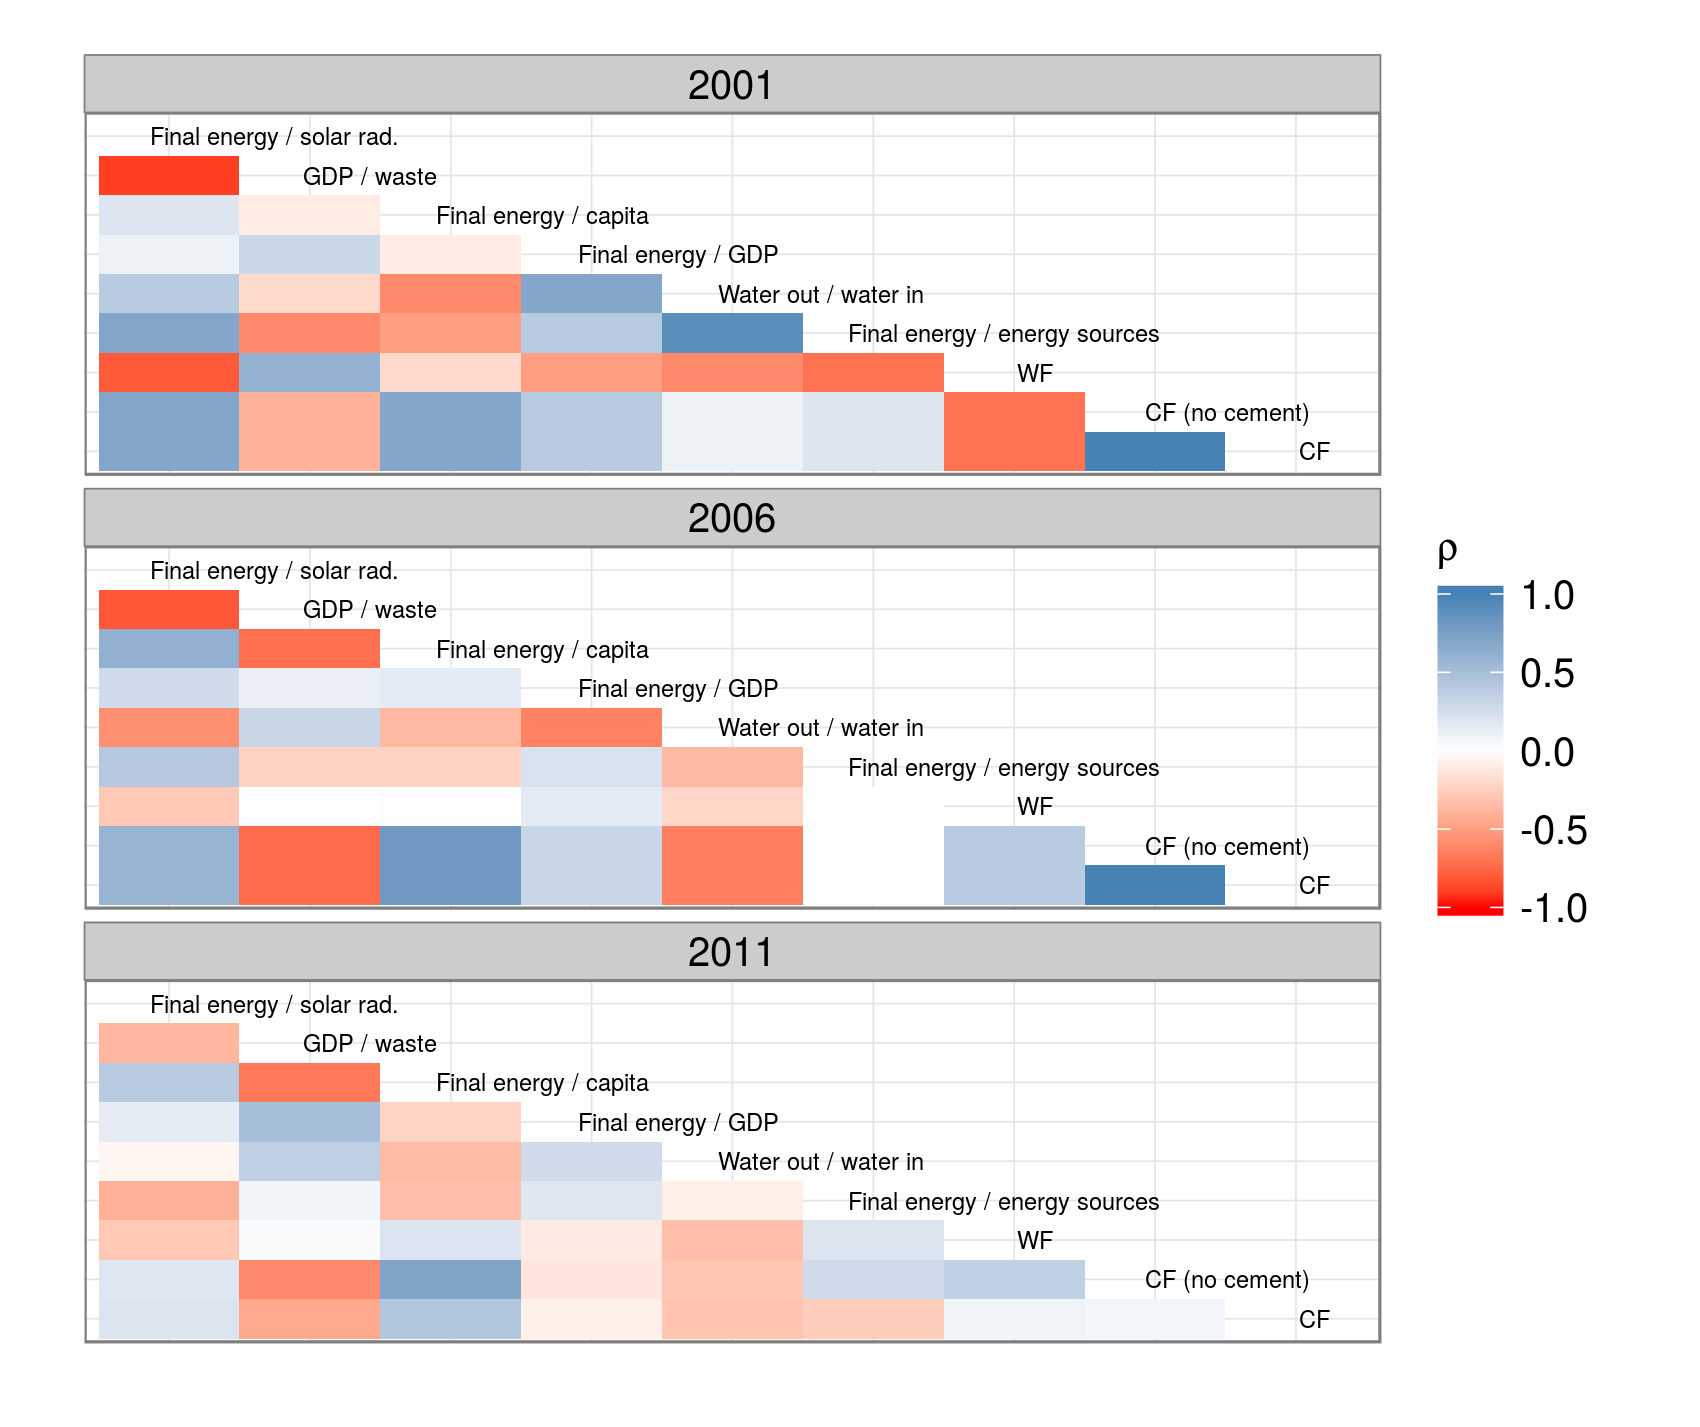 2001
Final energy / solar rad.
GDP / waste
Final energy / capita
Final energy / GDP
Water out / water in
Final energy / energy sources
WF
CF (no cement)
CF
2006
Final energy / solar rad.
GDP / waste
Final energy / capita
Final energy / GDP
Water out / water in
Final energy / energy sources
WF
CF (no cement)
CF
2011
Final energy / solar rad.
GDP / waste
Final energy / capita
Final energy / GDP
Water out / water in
Final energy / energy sources
WF
CF (no cement)
CF
ρ
1.0
0.5
0.0
-0.5
-1.0